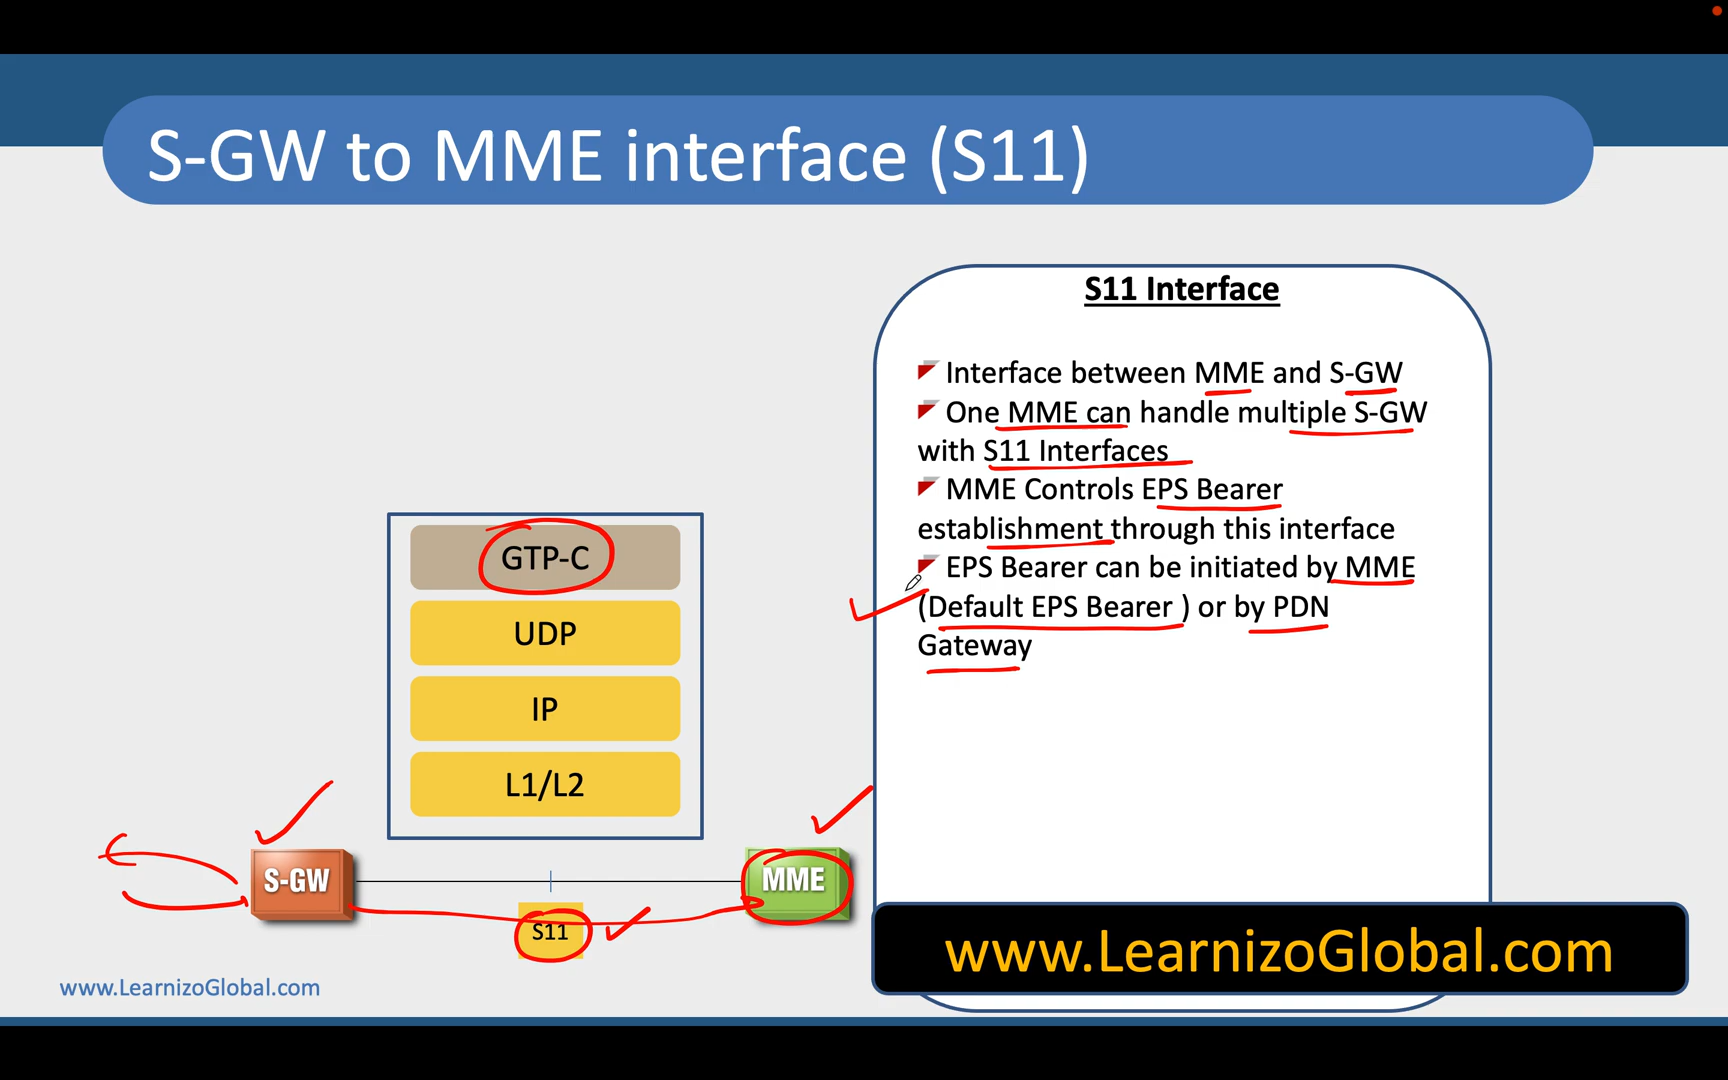 S-GW to MME interface (S11)
S11 Interface
Interface between MME and S-GW
One MME can handle multiple S-GW
with S11 Interfaces
MME Controls EPS Bearer
establishment through this interface
EPS Bearer can be initiated by MME
(Default EPS Bearer ) or by PDN
Gateway
GTP-C
UDP
IP
L1/L2
S-GW
MME
S11
www.LearnizoGlobal.com
www.LearnizoGlobal.com